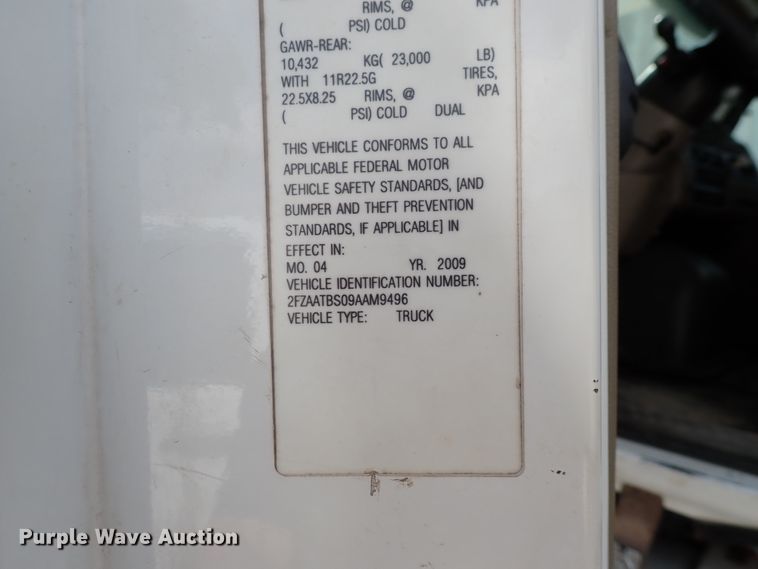 RIMS, @ KPA
( PSI) COLD
GAWR-REAR:
10,432 KG( 23,000 LB)
WITH 11R22.5G TIRES,
22.5X8.25 RIMS, @ KPA
( PSI) COLD DUAL
THIS VEHICLE CONFORMS TO ALL
APPLICABLE FEDERAL MOTOR
VEHICLE SAFETY STANDARDS, [AND
BUMPER AND THEFT PREVENTION
STANDARDS, IF APPLICABLE] IN
EFFECT IN:
MO. 04 YR. 2009
VEHICLE IDENTIFICATION NUMBER:
2FZAATBS09AAM9496
VEHICLE TYPE: TRUCK
Purple Wave Auction